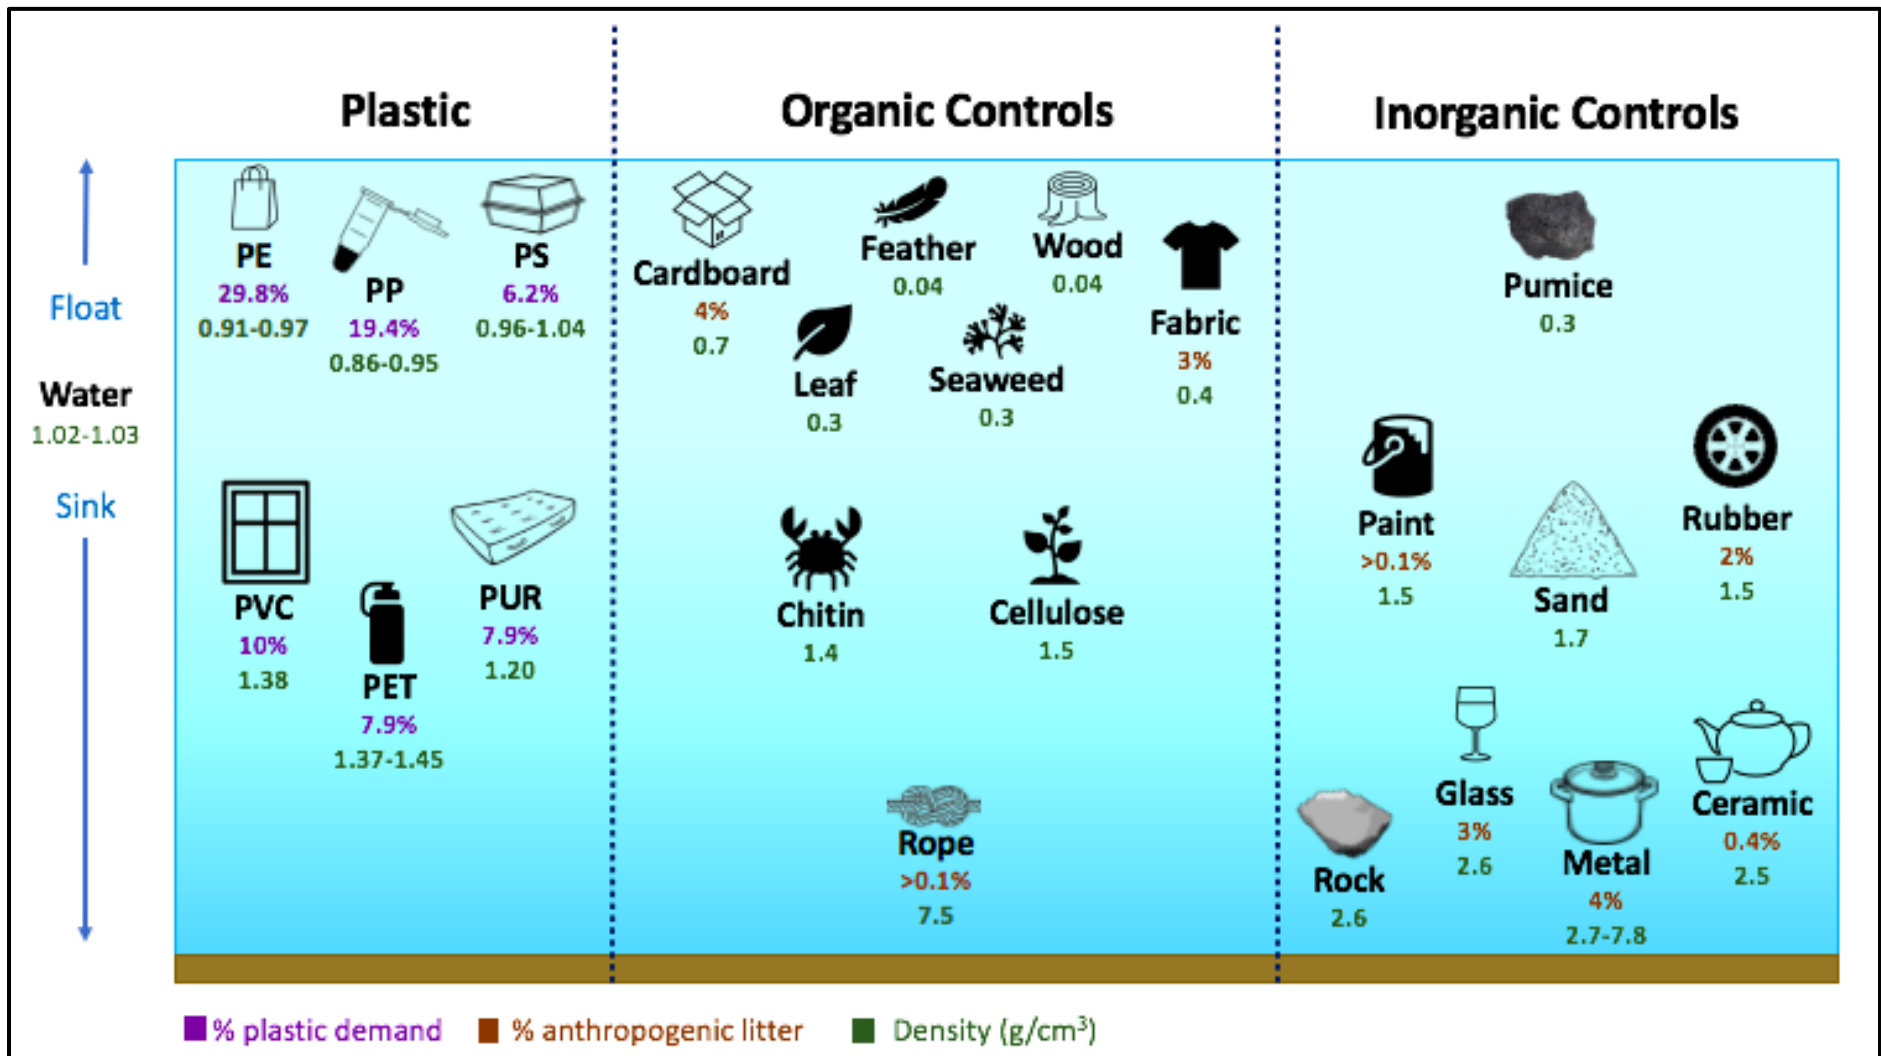 Plastic
Organic Controls
Inorganic Controls
Float
Water
1.02-1.03
Sink
PE
29.8%
0.91-0.97
PP
19.4%
0.86-0.95
PS
6.2%
0.96-1.04
PVC
10%
1.38
PET
7.9%
1.37-1.45
PUR
7.9%
1.20
Cardboard
4%
0.7
Feather
0.04
Wood
0.04
Fabric
3%
0.4
Leaf
0.3
Seaweed
0.3
Chitin
1.4
Cellulose
1.5
Rope
>0.1%
7.5
Pumice
0.3
Paint
>0.1%
1.5
Sand
1.7
Rubber
2%
1.5
Rock
2.6
Glass
3%
2.6
Metal
4%
2.7-7.8
Ceramic
0.4%
2.5
% plastic demand
% anthropogenic litter
Density (g/cm³)